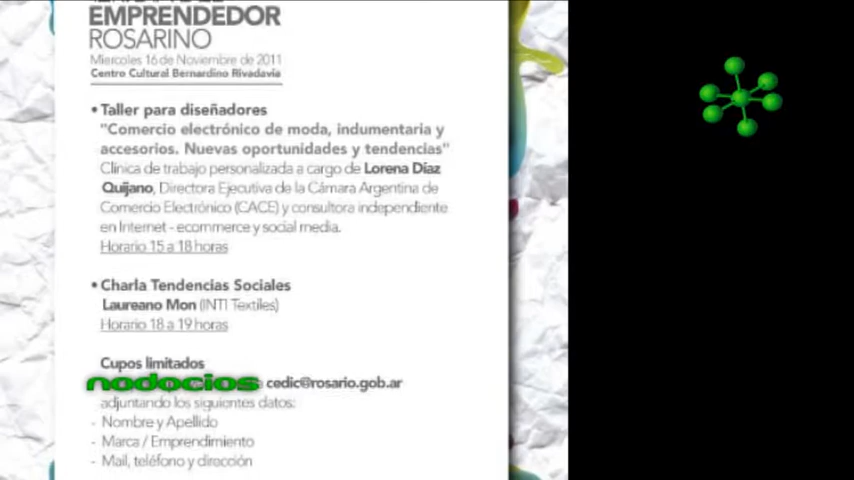 EMPRENDEDOR
ROSARINO
Miercoles 16 de Noviembre de 2011
Centro Cultural Bernardino Rivadavia
• Taller para diseñadores
"Comercio electrónico de moda, indumentaria y
accesorios. Nuevas oportunidades y tendencias"
Clínica de trabajo personalizada a cargo de Lorena Díaz
Quijano, Directora Ejecutiva de la Cámara Argentina de
Comercio Electrónico (CACE) y consultora independiente
en Internet - ecommerce y social media.
Horario 15 a 18 horas
• Charla Tendencias Sociales
Laureano Mon (INTI Textiles)
Horario 18 a 19 horas
Cupos limitados
nodocios cedic@rosario.gob.ar
adjuntando los siguientes datos:
- Nombre y Apellido
- Marca / Emprendimiento
- Mail, teléfono y dirección